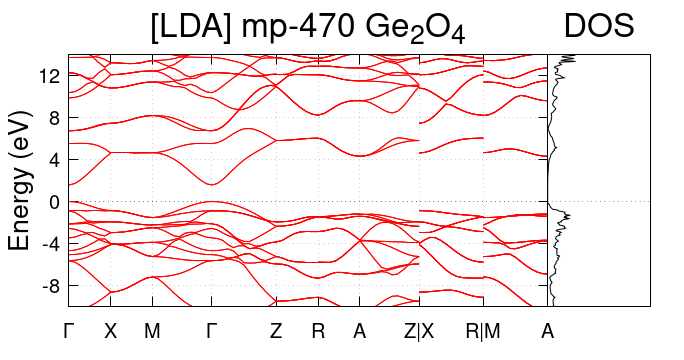 [LDA] mp-470 Ge₂O₄ DOS
Energy (eV)
12
8
4
0
-4
-8
Γ X M Γ Z R A Z|X R|M A